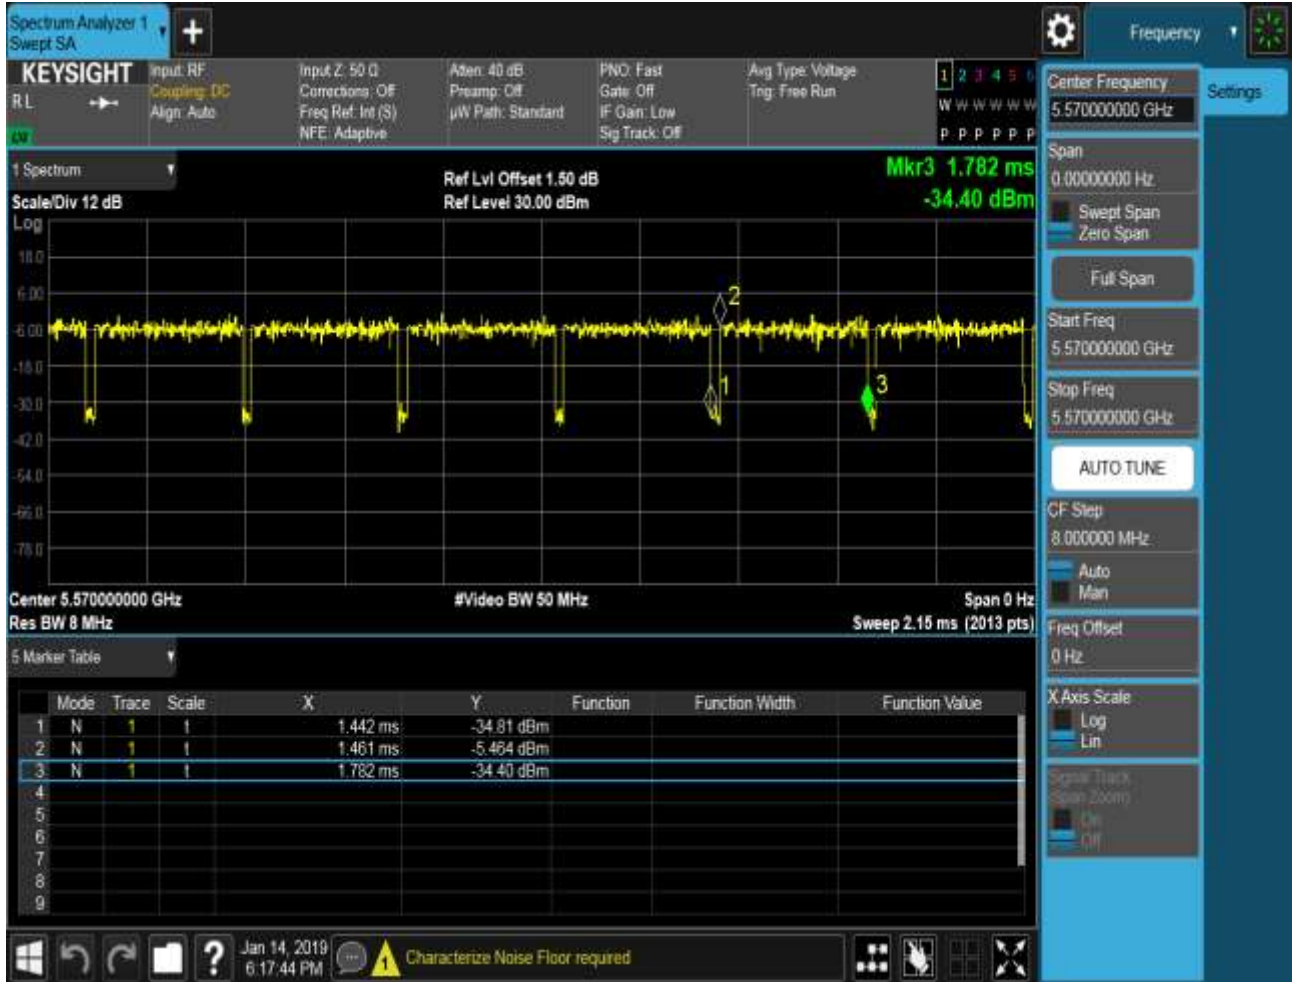 Spectrum Analyzer 1
Swept SA
+
Frequency
KEYSIGHT
R L
Input: RF
Coupling: DC
Align: Auto
Input Z: 50 Ω
Corrections: Off
Freq Ref: Int (S)
NFE: Adaptive
Atten: 40 dB
Preamp: Off
µW Path: Standard
PNO: Fast
Gate: Off
IF Gain: Low
Sig Track: Off
Avg Type: Voltage
Trig: Free Run
1 2 3 4 5 6
W W W W W W
P P P P P P
Center Frequency
5.570000000 GHz
Settings
Span
0.00000000 Hz
Swept Span
Zero Span
Full Span
Start Freq
5.570000000 GHz
Stop Freq
5.570000000 GHz
AUTO TUNE
CF Step
8.000000 MHz
Auto
Man
Freq Offset
0 Hz
X Axis Scale
Log
Lin
Signal Track
(Span Zoom)
On
Off
1 Spectrum
Scale/Div 12 dB
Ref Lvl Offset 1.50 dB
Ref Level 30.00 dBm
Mkr3 1.782 ms
-34.40 dBm
Log
18.0
6.00
-6.00
-18.0
-30.0
-42.0
-54.0
-66.0
-78.0
2
1
3
Center 5.570000000 GHz
#Video BW 50 MHz
Span 0 Hz
Res BW 8 MHz
Sweep 2.15 ms (2013 pts)
5 Marker Table
Mode Trace Scale X Y Function Function Width Function Value
1 N 1 t 1.442 ms -34.81 dBm
2 N 1 t 1.461 ms -5.464 dBm
3 N 1 t 1.782 ms -34.40 dBm
4
5
6
7
8
9
?
Jan 14, 2019
6:17:44 PM
1
Characterize Noise Floor required